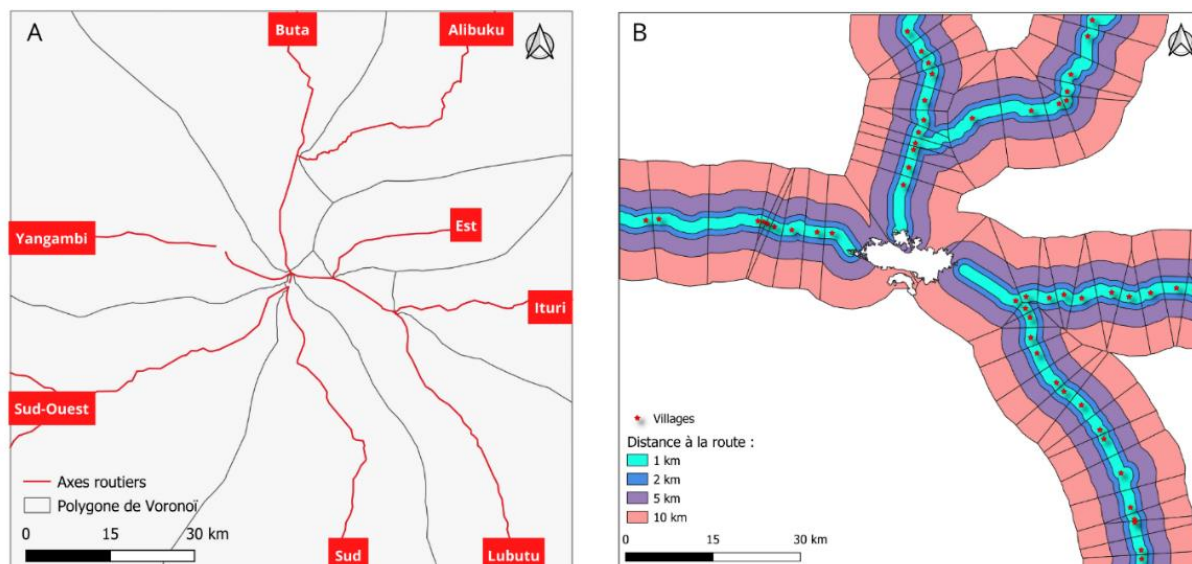 A
Buta
Alibuku
Est
Yangambi
Ituri
Sud-Ouest
Axes routiers
Polygone de Voronoï
0 15 30 km
Sud
Lubutu
B
Villages
Distance à la route :
1 km
2 km
5 km
10 km
0 15 30 km